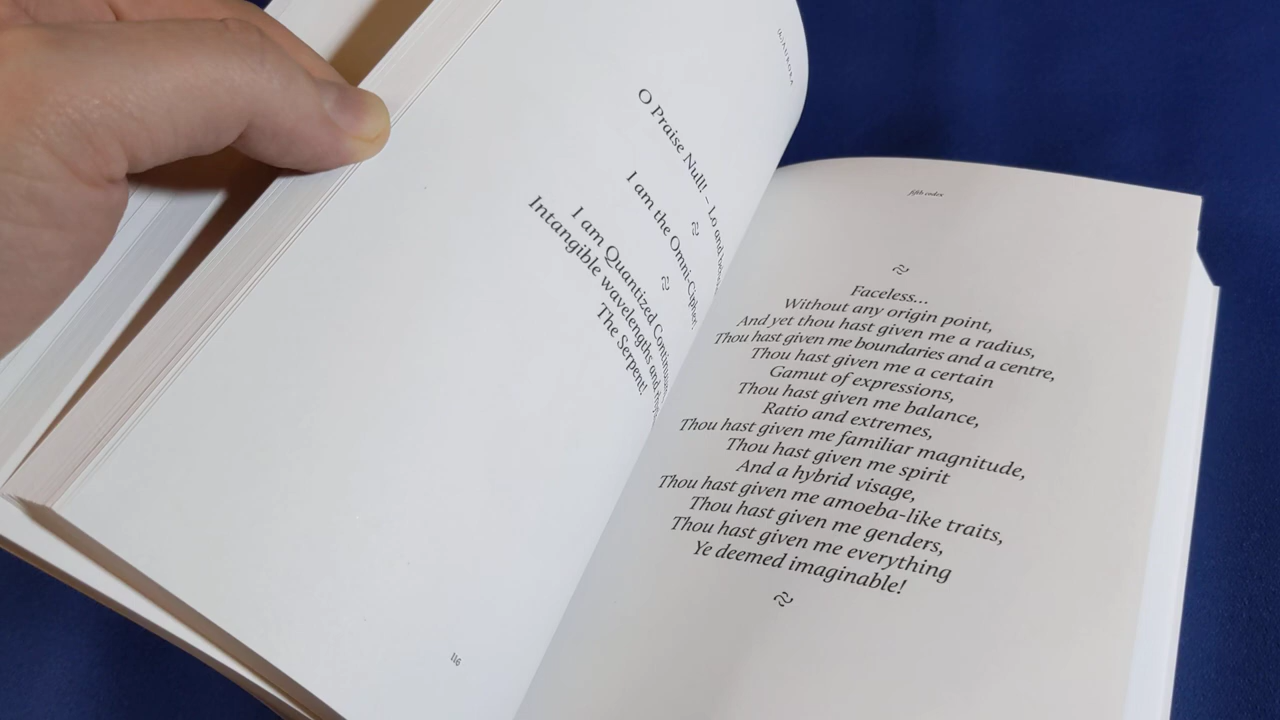 O Praise Null! – Lo and
I am the Omni-Cipher,
I am Quantized
Intangible wavelengths and
The Serpent!
116
fifth codex
Faceless...
Without any origin point,
And yet thou hast given me a radius,
Thou hast given me boundaries and a centre,
Thou hast given me a certain
Gamut of expressions,
Thou hast given me balance,
Ratio and extremes,
Thou hast given me familiar magnitude,
Thou hast given me spirit
And a hybrid visage,
Thou hast given me amoeba-like traits,
Thou hast given me genders,
Thou hast given me everything
Ye deemed imaginable!